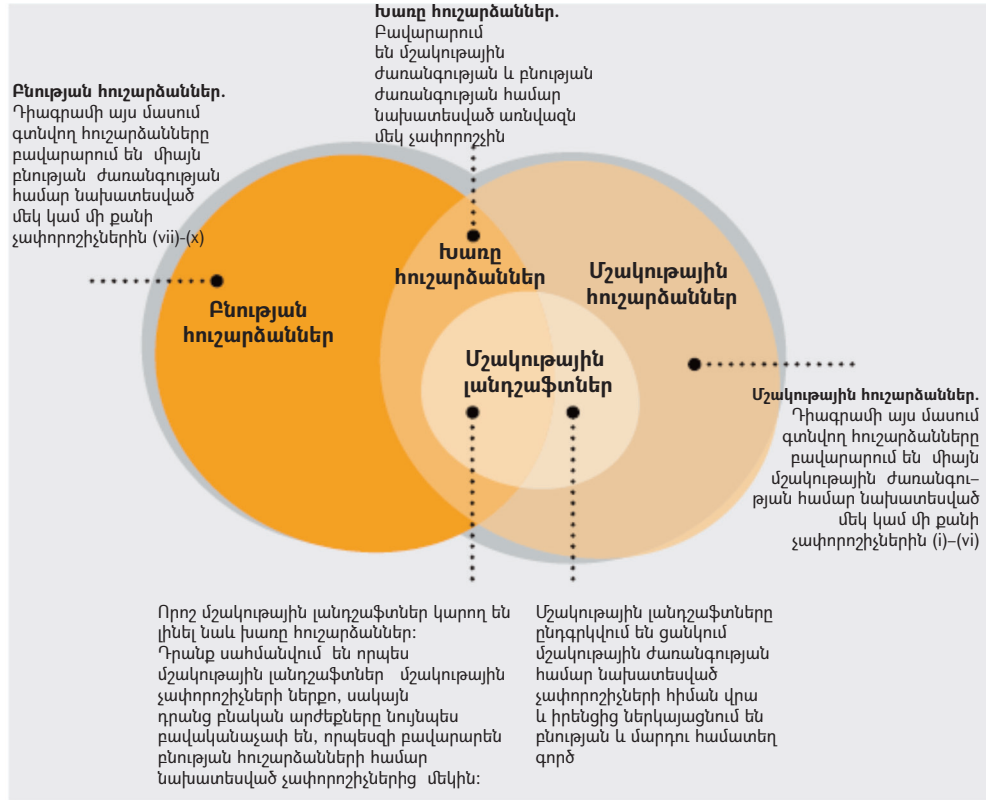 Խառը հուշարձաններ.
Բավարարում
են մշակութային
ժառանգության և բնության
ժառանգության համար
նախատեսված առնվազն
մեկ չափորոշչին
Բնության հուշարձաններ.
Դիագրամի այս մասում
գտնվող հուշարձանները
բավարարում են միայն
բնության ժառանգության
համար նախատեսված
մեկ կամ մի քանի
չափորոշիչներին (vii)-(x)
Խառը
հուշարձաններ
Մշակութային
հուշարձաններ
Բնության
հուշարձաններ
Մշակութային
լանդշաֆտներ
Մշակութային հուշարձաններ.
Դիագրամի այս մասում
գտնվող հուշարձանները
բավարարում են միայն
մշակութային ժառանգու–
թյան համար նախատեսված
մեկ կամ մի քանի
չափորոշիչներին (i)–(vi)
Որոշ մշակութային լանդշաֆտներ կարող են
լինել նաև խառը հուշարձաններ:
Դրանք սահմանվում են որպես
մշակութային լանդշաֆտներ մշակութային
չափորոշիչների ներքո, սակայն
դրանց բնական արժեքները նույնպես
բավականաչափ են, որպեսզի բավարարեն
բնության հուշարձանների համար
նախատեսված չափորոշիչներից մեկին:
Մշակութային լանդշաֆտները
ընդգրկվում են ցանկում
մշակութային ժառանգության
համար նախատեսված
չափորոշիչների հիման վրա
և իրենցից ներկայացնում են
բնության և մարդու համատեղ
գործ